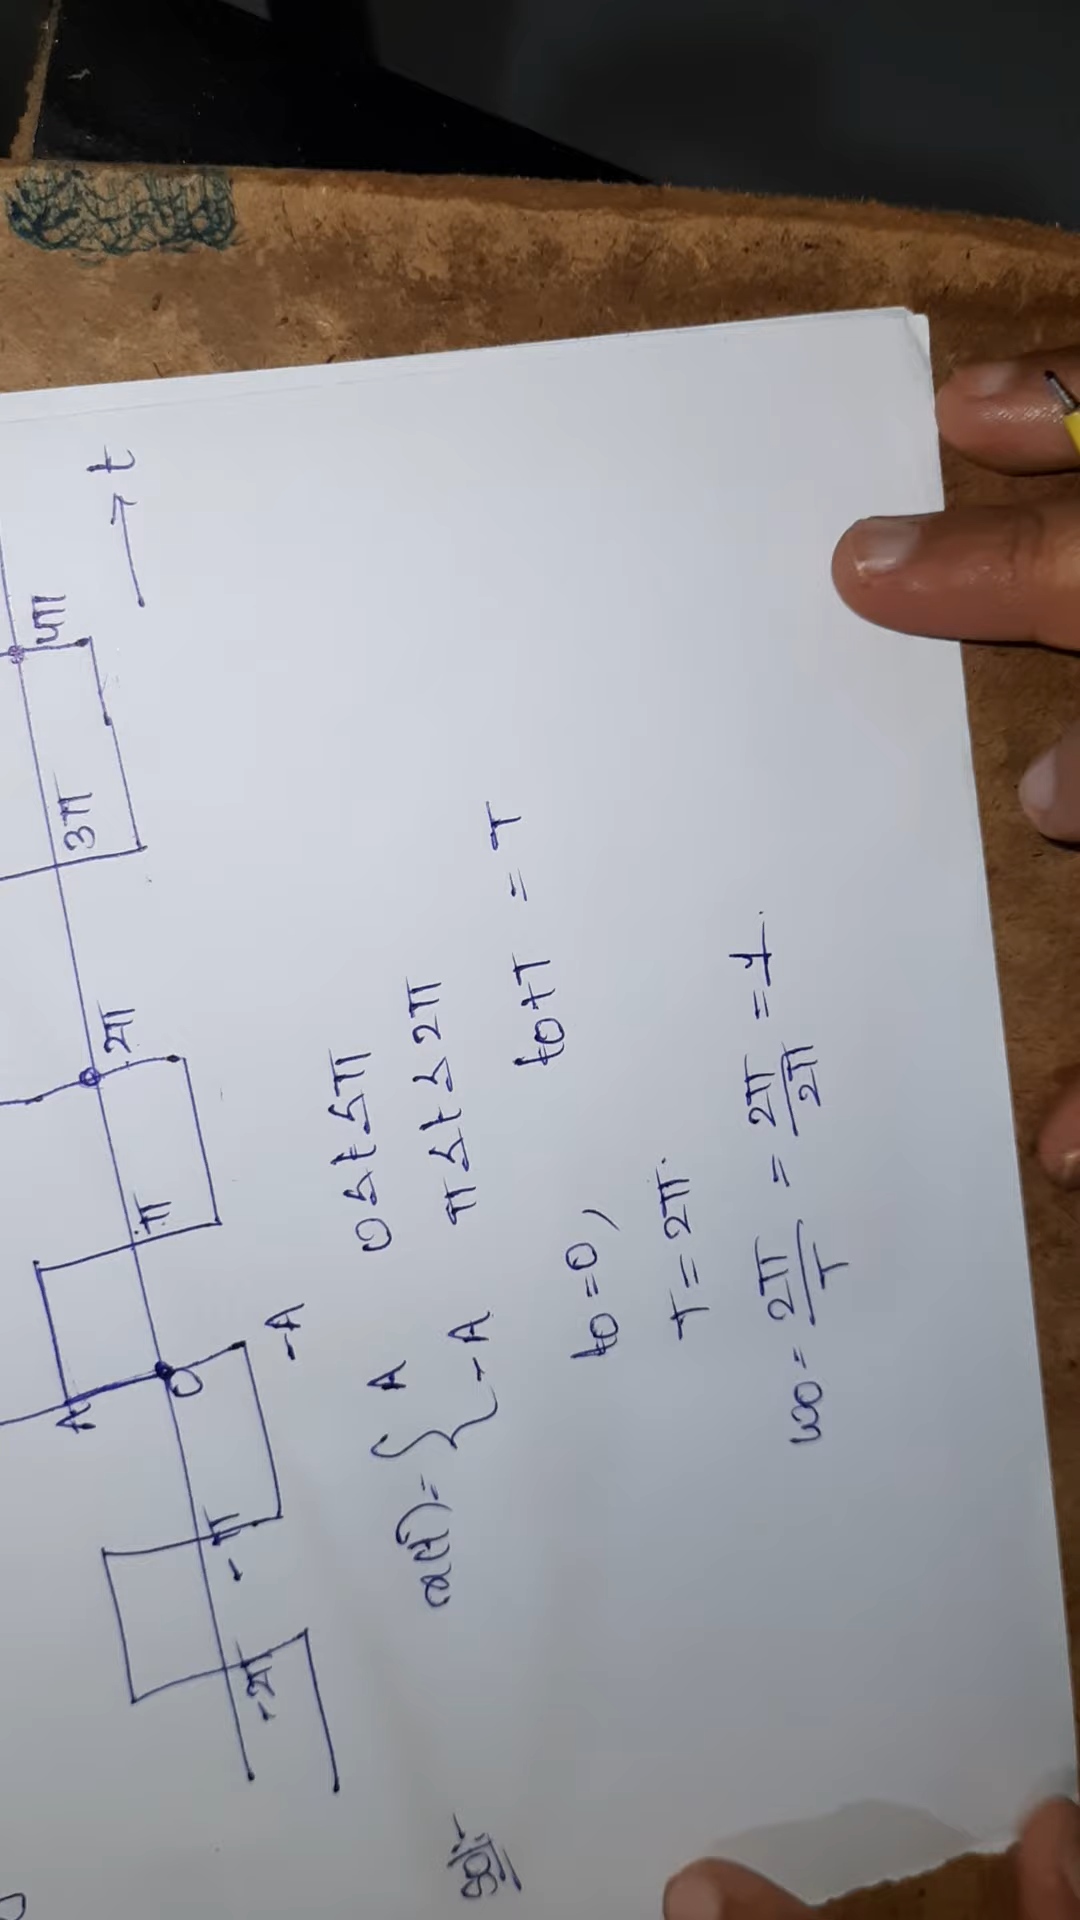 A
-2π -π 0 π 2π 3π 4π
-A
→ t
Sol:-
x(t) = { A 0≤t≤π
-A π≤t≤2π
t0 = 0, t0+T = T
T = 2π.
ω0 = 2π/T = 2π/2π = 1.